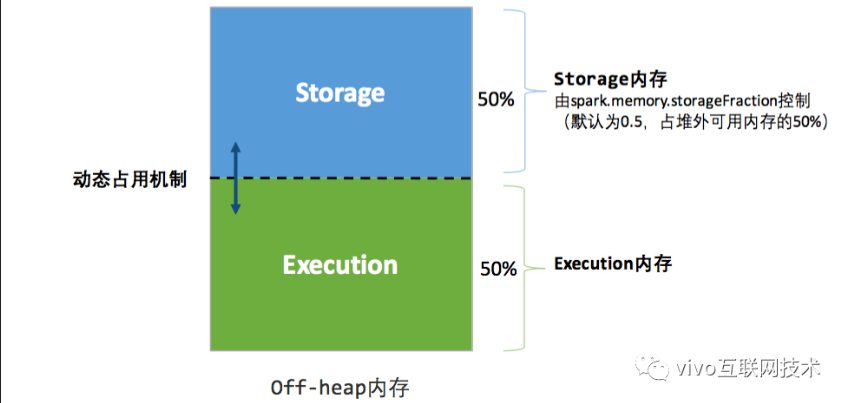 Storage
50%
Storage内存
由spark.memory.storageFraction控制
（默认为0.5，占堆外可用内存的50%）
动态占用机制
Execution
50%
Execution内存
vivo互联网技术
Off-heap内存